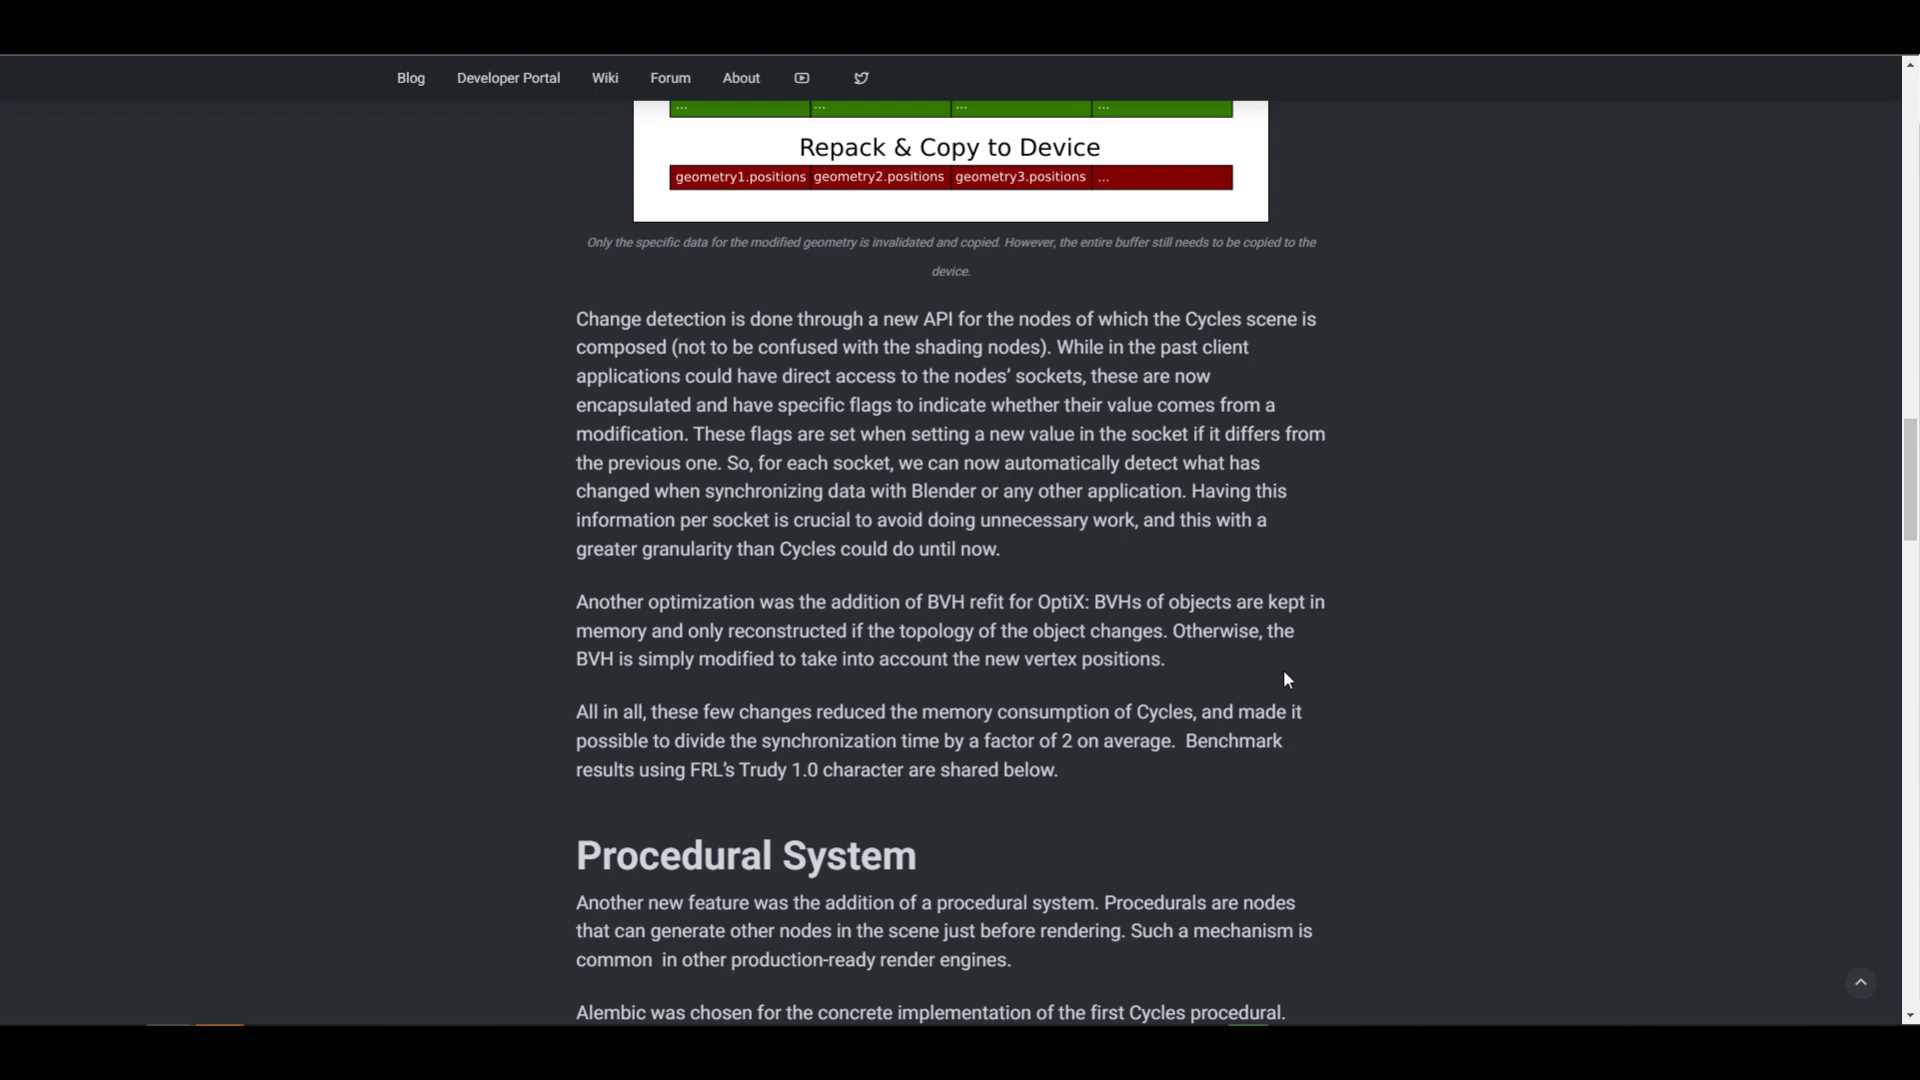 Blog Developer Portal Wiki Forum About
... ... ... ...
Repack & Copy to Device
geometry1.positions geometry2.positions geometry3.positions ...
Only the specific data for the modified geometry is invalidated and copied. However, the entire buffer still needs to be copied to the
device.
Change detection is done through a new API for the nodes of which the Cycles scene is
composed (not to be confused with the shading nodes). While in the past client
applications could have direct access to the nodes’ sockets, these are now
encapsulated and have specific flags to indicate whether their value comes from a
modification. These flags are set when setting a new value in the socket if it differs from
the previous one. So, for each socket, we can now automatically detect what has
changed when synchronizing data with Blender or any other application. Having this
information per socket is crucial to avoid doing unnecessary work, and this with a
greater granularity than Cycles could do until now.
Another optimization was the addition of BVH refit for OptiX: BVHs of objects are kept in
memory and only reconstructed if the topology of the object changes. Otherwise, the
BVH is simply modified to take into account the new vertex positions.
All in all, these few changes reduced the memory consumption of Cycles, and made it
possible to divide the synchronization time by a factor of 2 on average.  Benchmark
results using FRL’s Trudy 1.0 character are shared below.
Procedural System
Another new feature was the addition of a procedural system. Procedurals are nodes
that can generate other nodes in the scene just before rendering. Such a mechanism is
common  in other production-ready render engines.
Alembic was chosen for the concrete implementation of the first Cycles procedural.